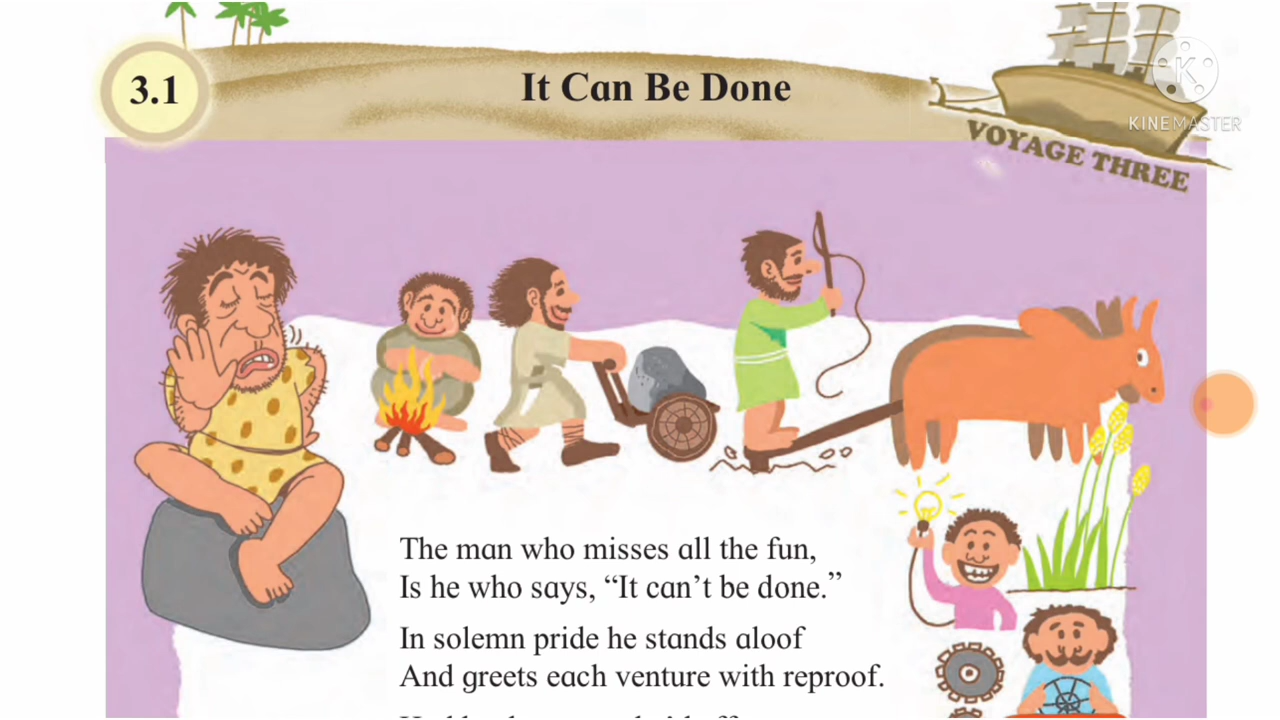 3.1
It Can Be Done
KINEMASTER
VOYAGE THREE
The man who misses all the fun,
Is he who says, “It can’t be done.”
In solemn pride he stands aloof
And greets each venture with reproof.